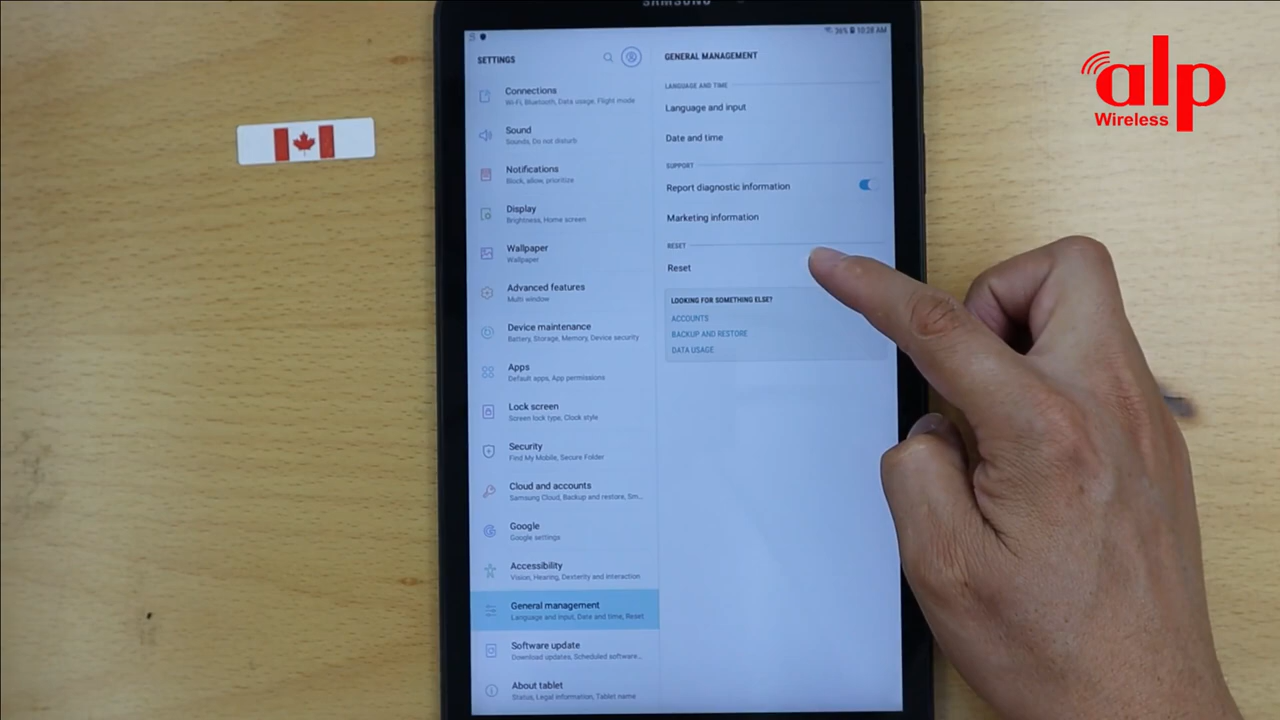 SAMSUNG
36% 10:28 AM
SETTINGS
Connections
Wi-Fi, Bluetooth, Data usage, Flight mode
Sound
Sounds, Do not disturb
Notifications
Block, allow, prioritize
Display
Brightness, Home screen
Wallpaper
Wallpaper
Advanced features
Multi window
Device maintenance
Battery, Storage, Memory, Device security
Apps
Default apps, App permissions
Lock screen
Screen lock type, Clock style
Security
Find My Mobile, Secure Folder
Cloud and accounts
Samsung Cloud, Backup and restore, Sm...
Google
Google settings
Accessibility
Vision, Hearing, Dexterity and interaction
General management
Language and input, Date and time, Reset
Software update
Download updates, Scheduled software...
About tablet
Status, Legal information, Tablet name
GENERAL MANAGEMENT
LANGUAGE AND TIME
Language and input
Date and time
SUPPORT
Report diagnostic information
Marketing information
RESET
Reset
LOOKING FOR SOMETHING ELSE?
ACCOUNTS
BACKUP AND RESTORE
DATA USAGE
alp
Wireless